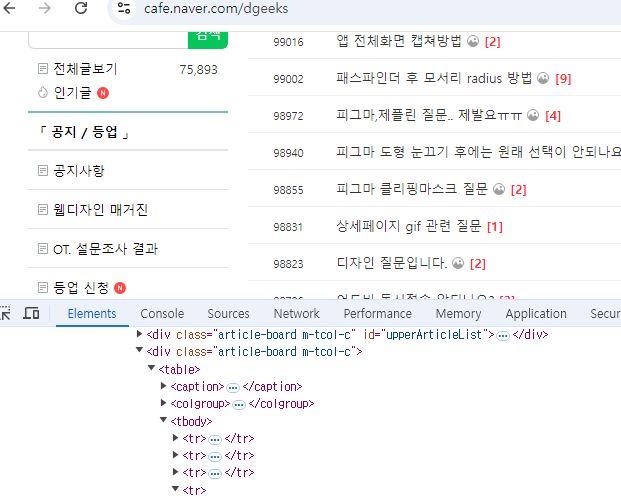 cafe.naver.com/dgeeks
검색
전체글보기 75,893
인기글 N
「 공지 / 등업 」
공지사항
웹디자인 매거진
OT. 설문조사 결과
등업 신청 N
99016 앱 전체화면 캡쳐방법 [2]
99002 패스파인더 후 모서리 radius 방법 [9]
98972 피그마,제플린 질문.. 제발요ㅠㅠ [4]
98940 피그마 도형 눈끄기 후에는 원래 선택이 안되나요
98855 피그마 클리핑마스크 질문 [2]
98831 상세페이지 gif 관련 질문 [1]
98823 디자인 질문입니다. [2]
Elements Console Sources Network Performance Memory Application Secur
<div class="article-board m-tcol-c" id="upperArticleList">…</div>
<div class="article-board m-tcol-c">
<table>
<caption>…</caption>
<colgroup>…</colgroup>
<tbody>
<tr>…</tr>
<tr>…</tr>
<tr>…</tr>
<tr>